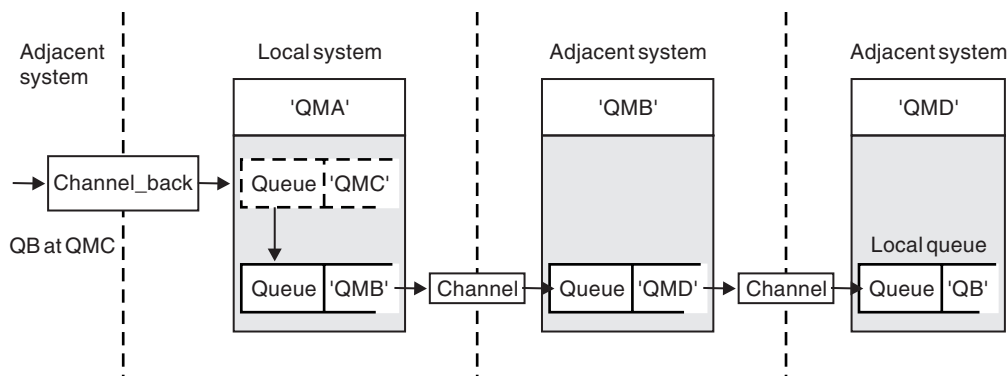 Adjacent
system
Local system
Adjacent system
Adjacent system
'QMA'
'QMB'
'QMD'
Channel_back
Queue 'QMC'
QB at QMC
Local queue
Queue 'QMB'
Channel
Queue 'QMD'
Channel
Queue 'QB'